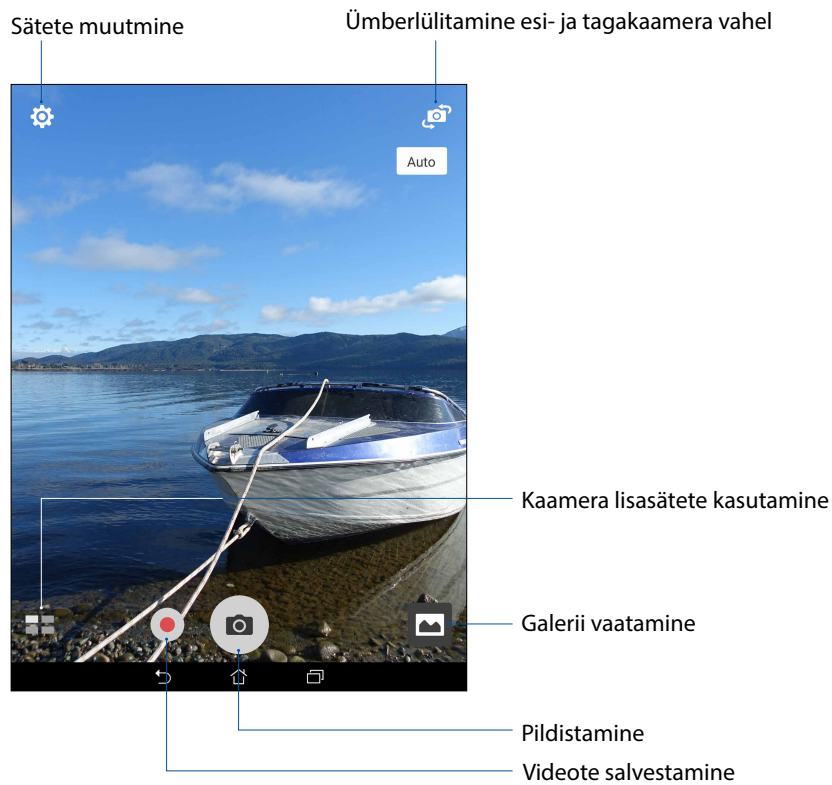 Sätete muutmine
Ümberlülitamine esi- ja tagakaamera vahel
Auto
Kaamera lisasätete kasutamine
Galerii vaatamine
Pildistamine
Videote salvestamine